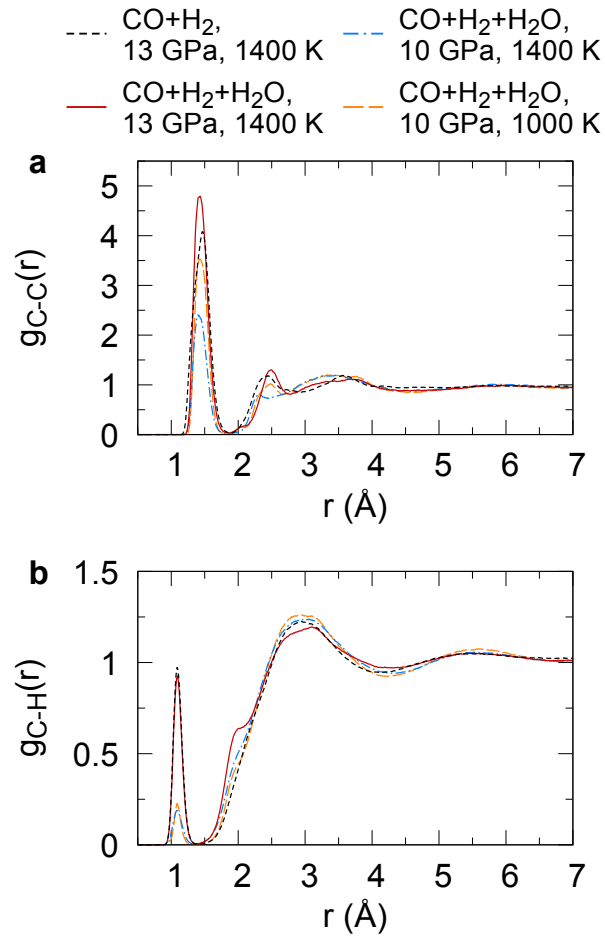 CO+H₂,
13 GPa, 1400 K
CO+H₂+H₂O,
10 GPa, 1400 K
CO+H₂+H₂O,
13 GPa, 1400 K
CO+H₂+H₂O,
10 GPa, 1000 K
a
5
4
3
2
1
0
g_C-C(r)
1 2 3 4 5 6 7
r (Å)
b
1.5
1
0.5
0
g_C-H(r)
1 2 3 4 5 6 7
r (Å)